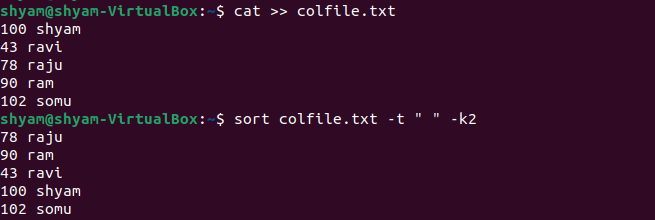 shyam@shyam-VirtualBox:~$ cat >> colfile.txt
100 shyam
43 ravi
78 raju
90 ram
102 somu
shyam@shyam-VirtualBox:~$ sort colfile.txt -t " " -k2
78 raju
90 ram
43 ravi
100 shyam
102 somu